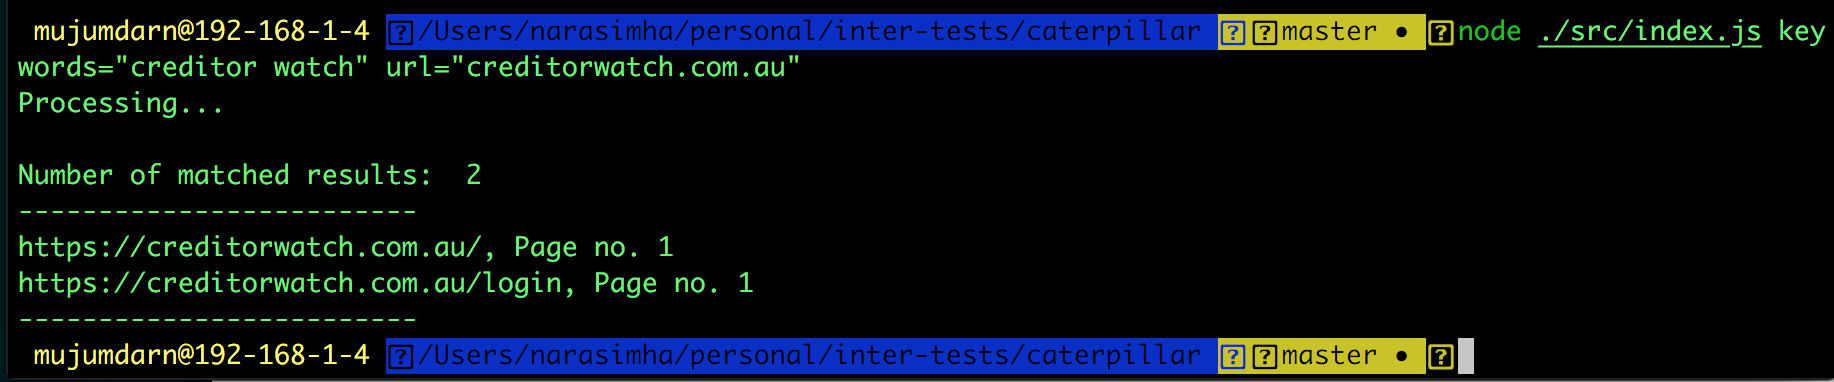 mujumdarn@192-168-1-4 /Users/narasimha/personal/inter-tests/caterpillar master • node ./src/index.js key
words="creditor watch" url="creditorwatch.com.au"
Processing...
Number of matched results:  2
-------------------------
https://creditorwatch.com.au/, Page no. 1
https://creditorwatch.com.au/login, Page no. 1
-------------------------
mujumdarn@192-168-1-4 /Users/narasimha/personal/inter-tests/caterpillar master •